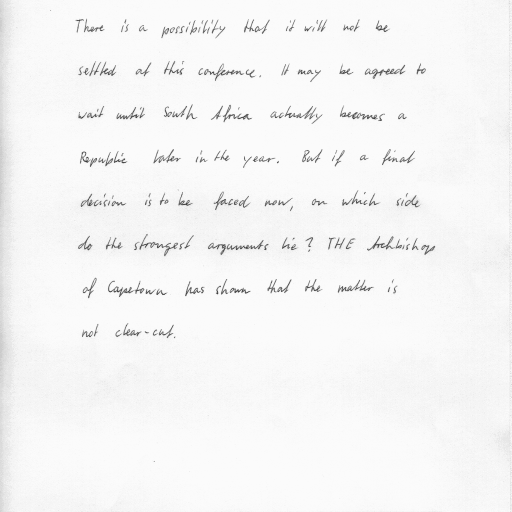 There is a possibility that it will not be
settled at this conference. It may be agreed to
wait until South Africa actually becomes a
Republic later in the year. But if a final
decision is to be faced now, on which side
do the strongest arguments lie? THE Archbishop
of Capetown has shown that the matter is
not clear-cut.